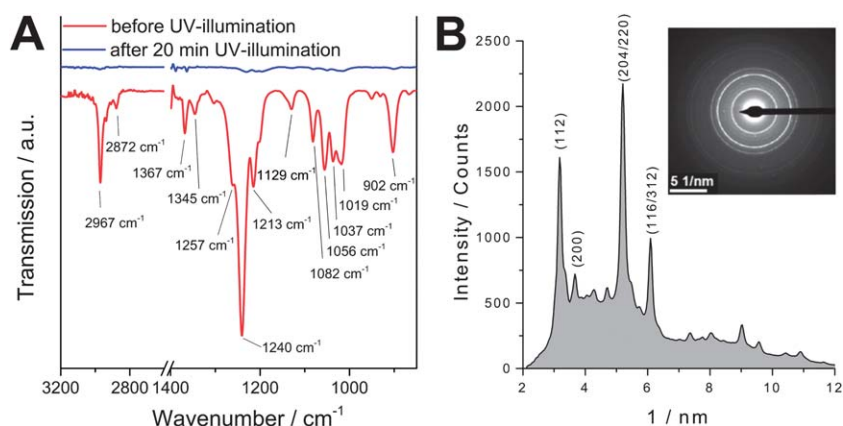 A
before UV-illumination
after 20 min UV-illumination
Transmission / a.u.
2872 cm⁻¹
2967 cm⁻¹
1367 cm⁻¹
1345 cm⁻¹
1257 cm⁻¹
1240 cm⁻¹
1213 cm⁻¹
1129 cm⁻¹
1082 cm⁻¹
1056 cm⁻¹
1037 cm⁻¹
1019 cm⁻¹
902 cm⁻¹
3200 2800 1400 1200 1000
Wavenumber / cm⁻¹
B
Intensity / Counts
2500
2000
1500
1000
500
0
(112)
(200)
(204/220)
(116/312)
5 1/nm
2 4 6 8 10 12
1 / nm